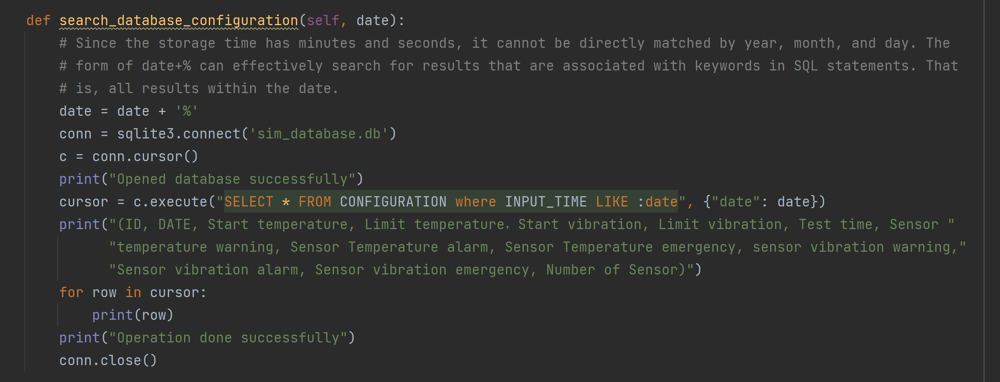 def search_database_configuration(self, date):
# Since the storage time has minutes and seconds, it cannot be directly matched by year, month, and day. The
# form of date+% can effectively search for results that are associated with keywords in SQL statements. That
# is, all results within the date.
date = date + '%'
conn = sqlite3.connect('sim_database.db')
c = conn.cursor()
print("Opened database successfully")
cursor = c.execute("SELECT * FROM CONFIGURATION where INPUT_TIME LIKE :date", {"date": date})
print("(ID, DATE, Start temperature, Limit temperature，Start vibration, Limit vibration, Test time, Sensor "
"temperature warning, Sensor Temperature alarm, Sensor Temperature emergency, sensor vibration warning,"
"Sensor vibration alarm, Sensor vibration emergency, Number of Sensor)")
for row in cursor:
print(row)
print("Operation done successfully")
conn.close()